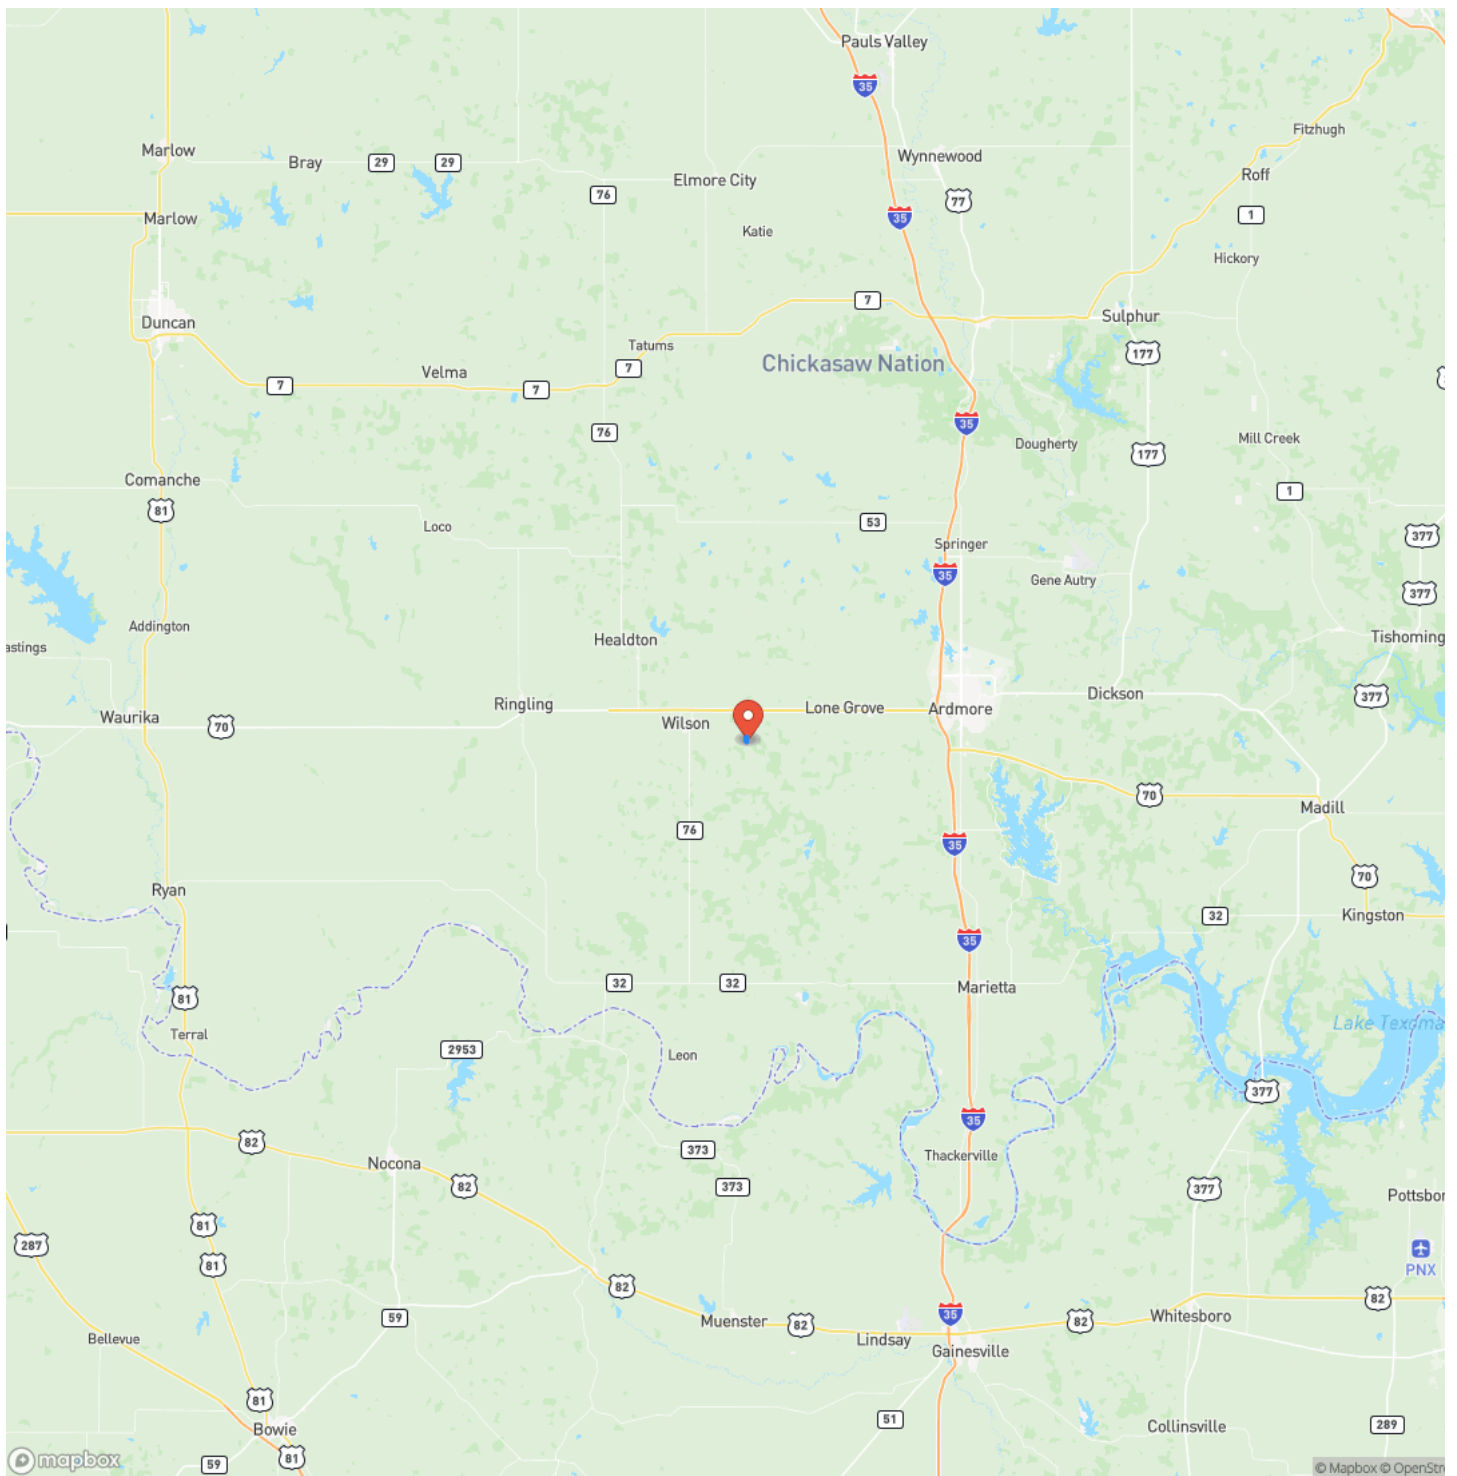 Pauls Valley
35
Fitzhugh
Marlow
Bray
29
29
Wynnewood
Elmore City
Roff
76
77
Marlow
35
1
Katie
Hickory
7
Duncan
Sulphur
Tatums
177
Chickasaw Nation
7
Velma
7
7
35
76
Dougherty
Mill Creek
177
Comanche
1
81
Loco
53
377
Springer
35
Gene Autry
377
Addington
Healdton
Tishoming
astings
377
Dickson
Ringling
Lone Grove
Ardmore
Waurika
70
Wilson
70
Madill
76
35
70
Ryan
32
Kingston
35
32
32
Marietta
81
Lake Texoma
Terral
2953
Leon
377
35
82
373
Thackerville
Nocona
82
373
377
Pottsbor
81
287
81
PNX
82
82
35
59
Muenster
82
82
Whitesboro
Bellevue
Lindsay
Gainesville
81
51
Bowie
Collinsville
289
81
59
mapbox
© Mapbox © OpenStre